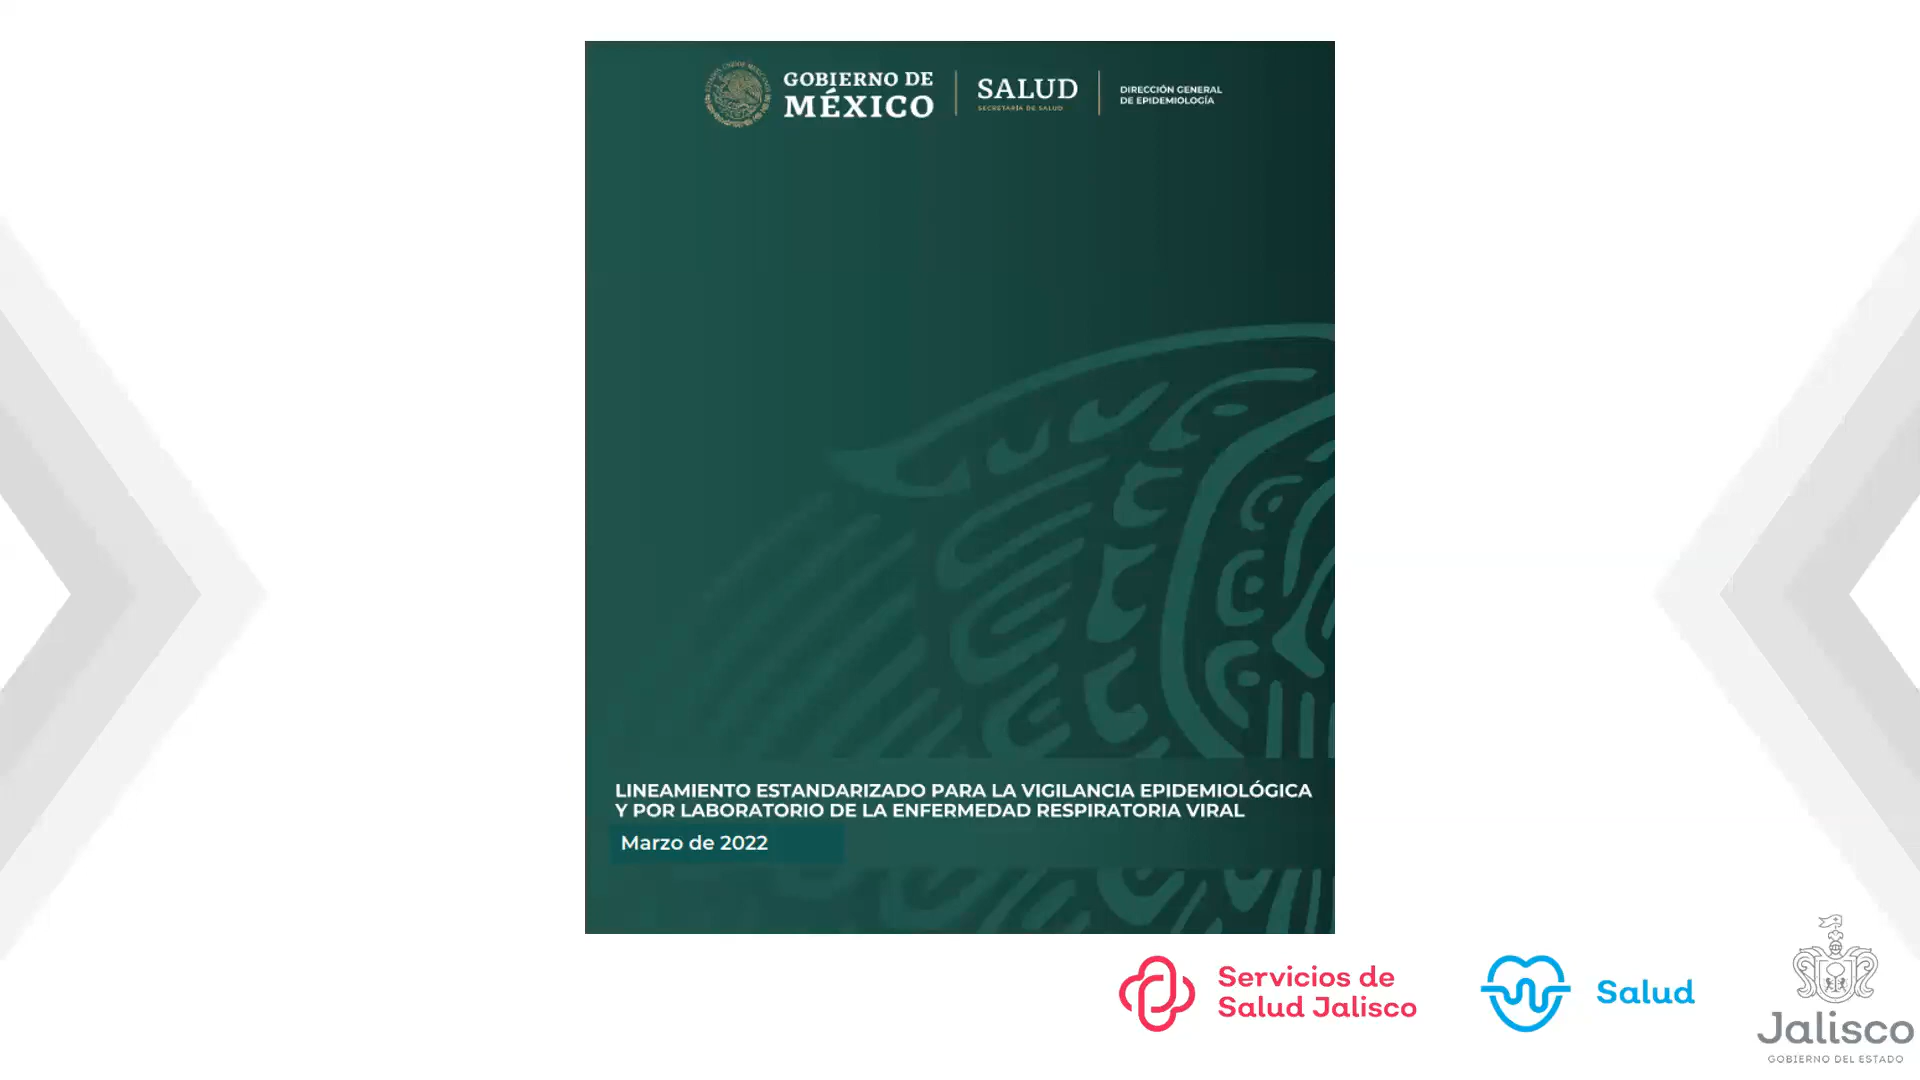 GOBIERNO DE
MÉXICO
SALUD
SECRETARÍA DE SALUD
DIRECCIÓN GENERAL
DE EPIDEMIOLOGÍA
LINEAMIENTO ESTANDARIZADO PARA LA VIGILANCIA EPIDEMIOLÓGICA
Y POR LABORATORIO DE LA ENFERMEDAD RESPIRATORIA VIRAL
Marzo de 2022
Servicios de
Salud Jalisco
Salud
Jalisco
GOBIERNO DEL ESTADO